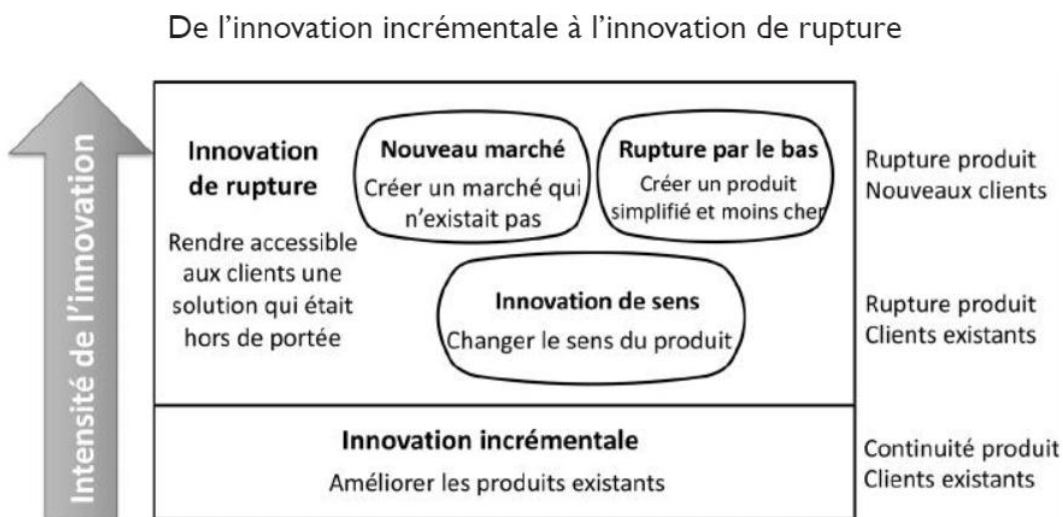 De l’innovation incrémentale à l’innovation de rupture
Intensité de l’innovation
Innovation
de rupture
Rendre accessible
aux clients une
solution qui était
hors de portée
Nouveau marché
Créer un marché qui
n'existait pas
Rupture par le bas
Créer un produit
simplifié et moins cher
Rupture produit
Nouveaux clients
Innovation de sens
Changer le sens du produit
Rupture produit
Clients existants
Innovation incrémentale
Améliorer les produits existants
Continuité produit
Clients existants